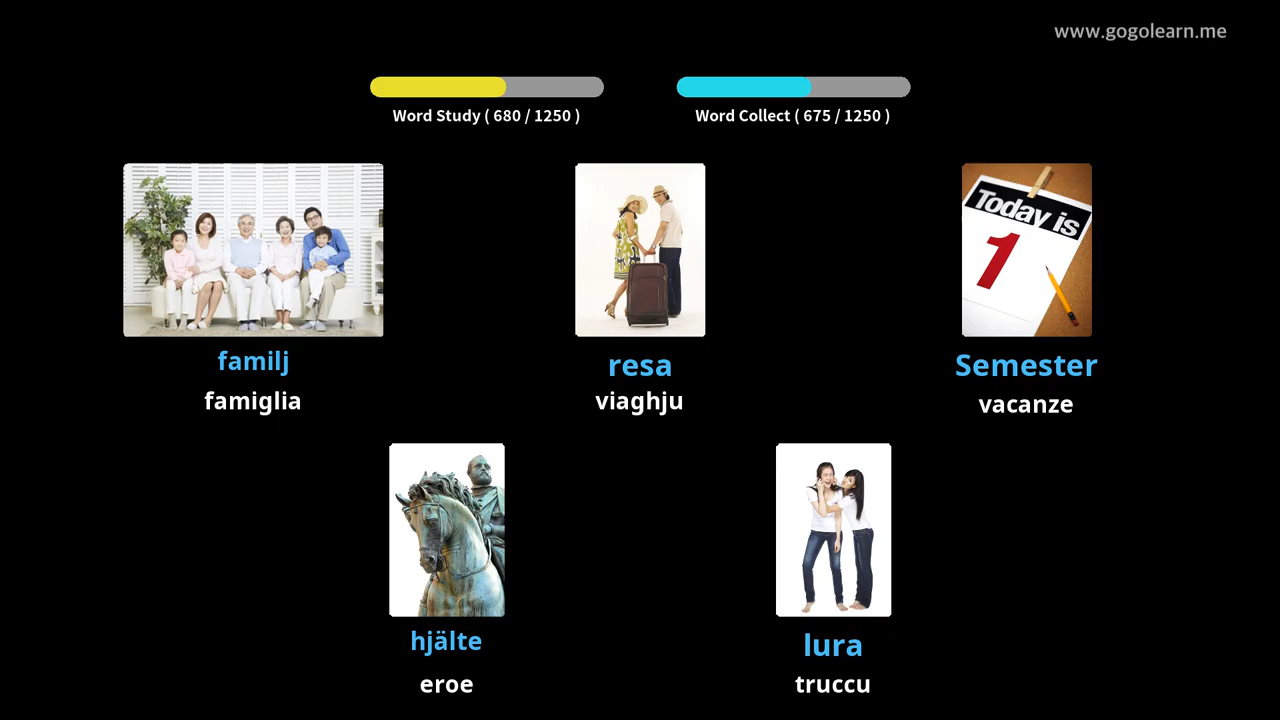 www.gogolearn.me
Word Study ( 680 / 1250 )
Word Collect ( 675 / 1250 )
Today is
1
familj
famiglia
resa
viaghju
Semester
vacanze
hjälte
eroe
lura
truccu